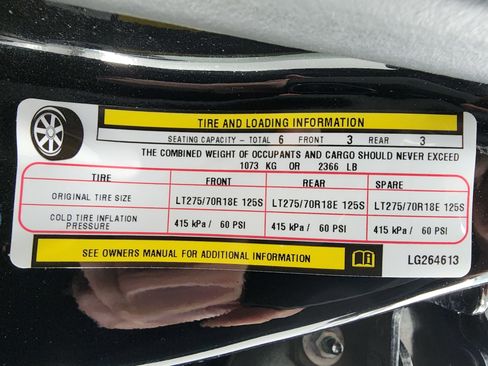 TIRE AND LOADING INFORMATION
SEATING CAPACITY - TOTAL 6 FRONT 3 REAR 3
THE COMBINED WEIGHT OF OCCUPANTS AND CARGO SHOULD NEVER EXCEED
1073 KG OR 2366 LB
TIRE FRONT REAR SPARE
ORIGINAL TIRE SIZE LT275/70R18E 125S LT275/70R18E 125S LT275/70R18E 125S
COLD TIRE INFLATION
PRESSURE 415 kPa / 60 PSI 415 kPa / 60 PSI 415 kPa / 60 PSI
SEE OWNERS MANUAL FOR ADDITIONAL INFORMATION LG264613